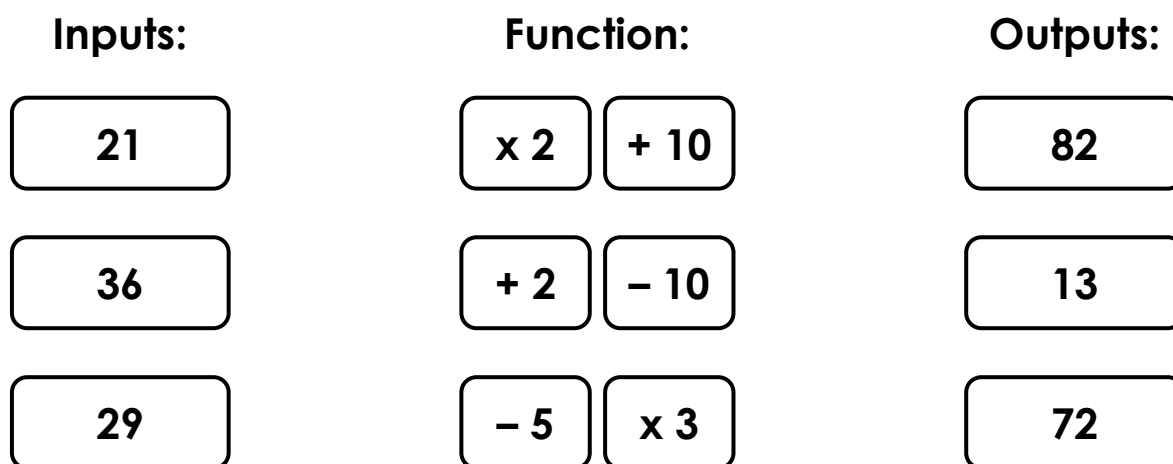 Inputs: Function: Outputs:
21 x 2 + 10 82
36 + 2 – 10 13
29 – 5 x 3 72